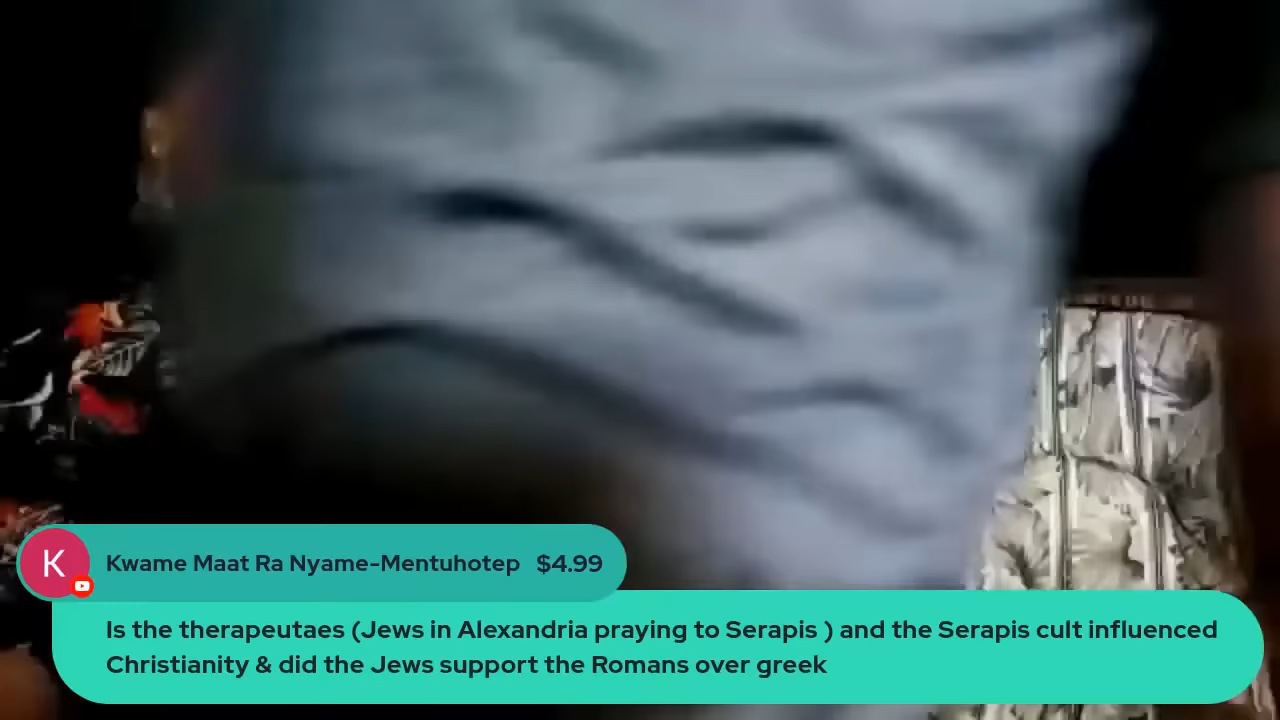 K
Kwame Maat Ra Nyame-Mentuhotep $4.99
Is the therapeutaes (Jews in Alexandria praying to Serapis ) and the Serapis cult influenced
Christianity & did the Jews support the Romans over greek